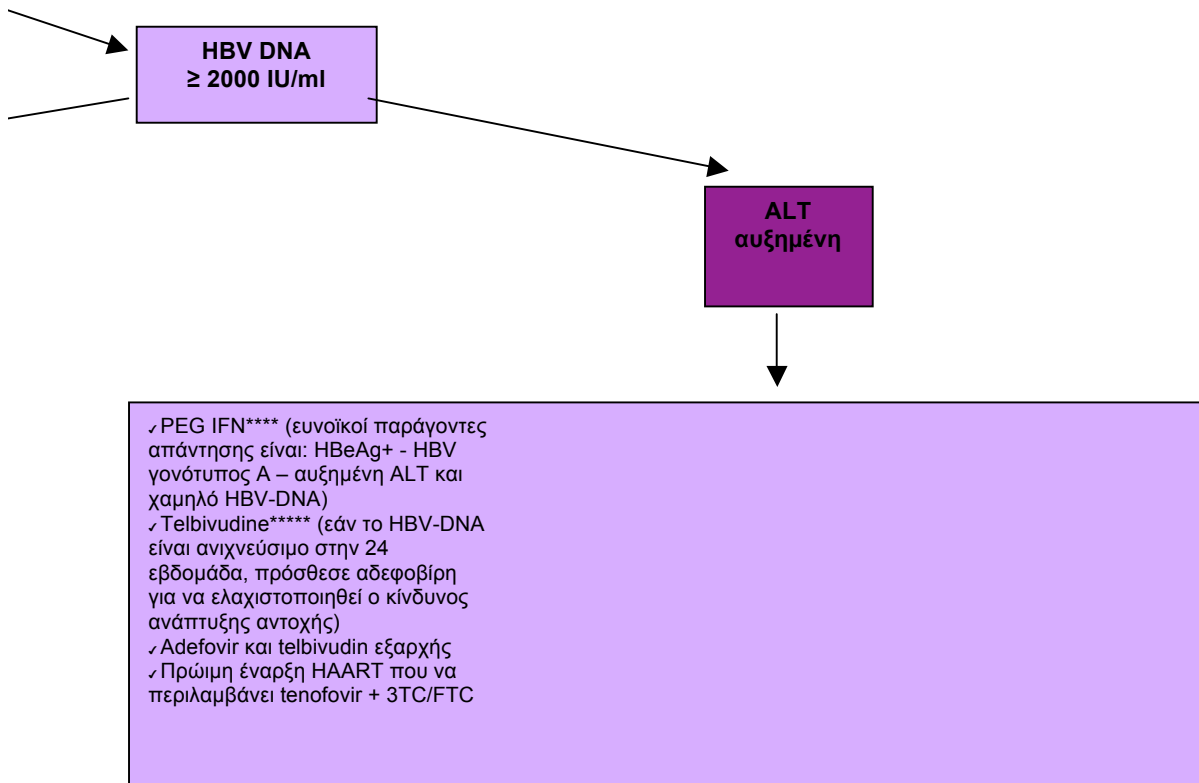 HBV DNA
≥ 2000 IU/ml
ALT
αυξημένη
✓PEG IFN**** (ευνοϊκοί παράγοντες
απάντησης είναι: HBeAg+ - HBV
γονότυπος Α – αυξημένη ALT και
χαμηλό HBV-DNA)
✓Telbivudine***** (εάν το HBV-DNA
είναι ανιχνεύσιμο στην 24
εβδομάδα, πρόσθεσε αδεφοβίρη
για να ελαχιστοποιηθεί ο κίνδυνος
ανάπτυξης αντοχής)
✓Adefovir και telbivudin εξαρχής
✓Πρώιμη έναρξη HAART που να
περιλαμβάνει tenofovir + 3TC/FTC